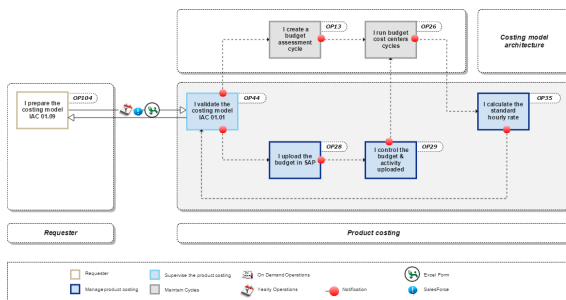 OP13
I create a
budget
assessment
cycle
OP26
I run budget
cost centers
cycles
Costing model
architecture
OP104
I prepare the
costing model
IAC 01.09
OP44
I validate the
costing model
IAC 01.01
OP35
I calculate the
standard
hourly rate
OP28
I upload the
budget in SAP
OP29
I control the
budget &
activity
uploaded
Requester
Product costing
Requester
Supervise the product costing
On Demand Operations
Excel Form
Manage product costing
Maintain Cycles
Yearly Operations
Notification
SalesForce